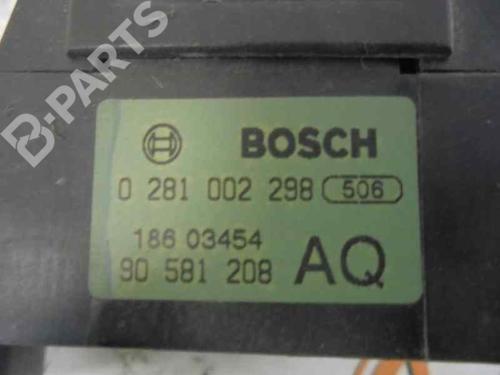 B-PARTS
BOSCH
0 281 002 298 506
186 03454
90 581 208 AQ